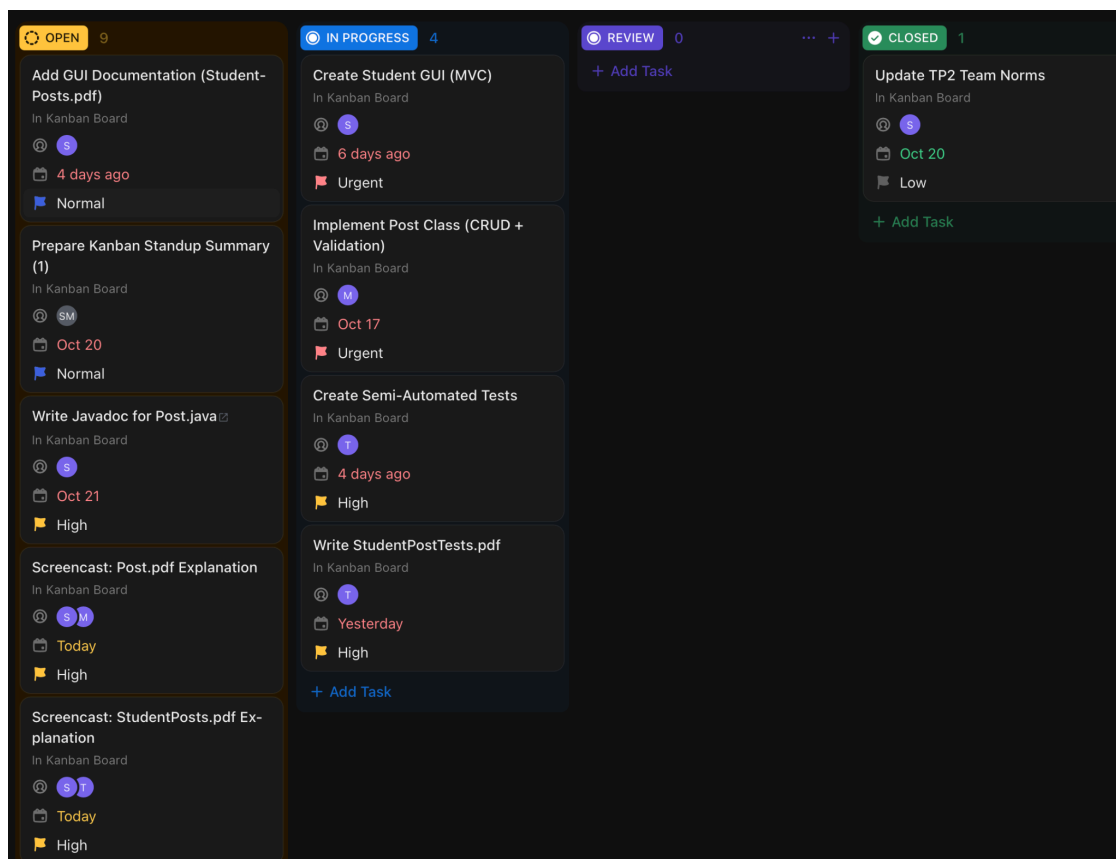 OPEN 9
Add GUI Documentation (Student-
Posts.pdf)
In Kanban Board
S
4 days ago
Normal
Prepare Kanban Standup Summary
(1)
In Kanban Board
SM
Oct 20
Normal
Write Javadoc for Post.java
In Kanban Board
S
Oct 21
High
Screencast: Post.pdf Explanation
In Kanban Board
S M
Today
High
Screencast: StudentPosts.pdf Ex-
planation
In Kanban Board
S T
Today
High
IN PROGRESS 4
Create Student GUI (MVC)
In Kanban Board
S
6 days ago
Urgent
Implement Post Class (CRUD +
Validation)
In Kanban Board
M
Oct 17
Urgent
Create Semi-Automated Tests
In Kanban Board
T
4 days ago
High
Write StudentPostTests.pdf
In Kanban Board
T
Yesterday
High
+ Add Task
REVIEW 0 ... +
+ Add Task
CLOSED 1
Update TP2 Team Norms
In Kanban Board
S
Oct 20
Low
+ Add Task